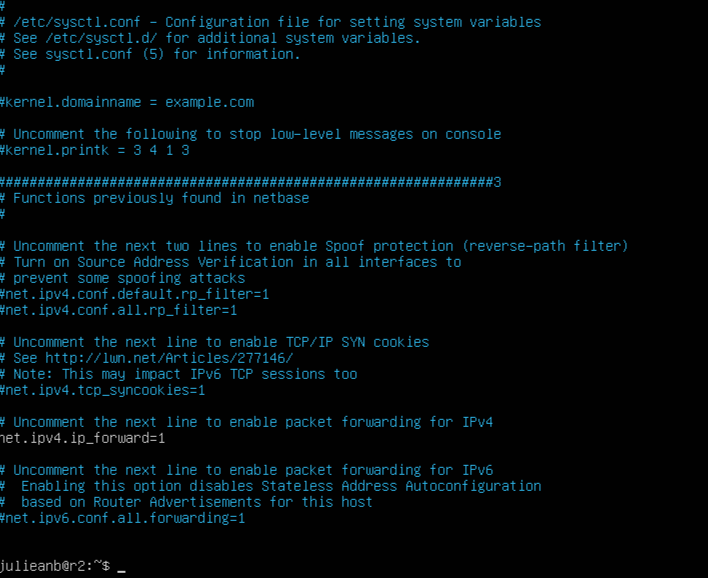 #
# /etc/sysctl.conf - Configuration file for setting system variables
# See /etc/sysctl.d/ for additional system variables.
# See sysctl.conf (5) for information.
#
#kernel.domainname = example.com
# Uncomment the following to stop low-level messages on console
#kernel.printk = 3 4 1 3
################################################################3
# Functions previously found in netbase
#
# Uncomment the next two lines to enable Spoof protection (reverse-path filter)
# Turn on Source Address Verification in all interfaces to
# prevent some spoofing attacks
#net.ipv4.conf.default.rp_filter=1
#net.ipv4.conf.all.rp_filter=1
# Uncomment the next line to enable TCP/IP SYN cookies
# See http://lwn.net/Articles/277146/
# Note: This may impact IPv6 TCP sessions too
#net.ipv4.tcp_syncookies=1
# Uncomment the next line to enable packet forwarding for IPv4
net.ipv4.ip_forward=1
# Uncomment the next line to enable packet forwarding for IPv6
#  Enabling this option disables Stateless Address Autoconfiguration
#  based on Router Advertisements for this host
#net.ipv6.conf.all.forwarding=1
julieanb@r2:~$ _